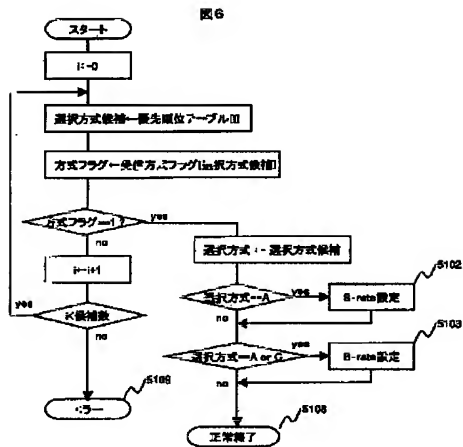 図6
スタート
i←0
選択方式候補←優先順位テーブル[i]
方式フラグ←受信方式フラグ[選択方式候補]
方式フラグ==1?
yes
no
選択方式←選択方式候補
i←i+1
選択方式==A
yes
S-rate設定
S102
no
yes
i<候補数
no
選択方式==A or C
yes
B-rate設定
S103
no
エラー
S109
正常終了
S108